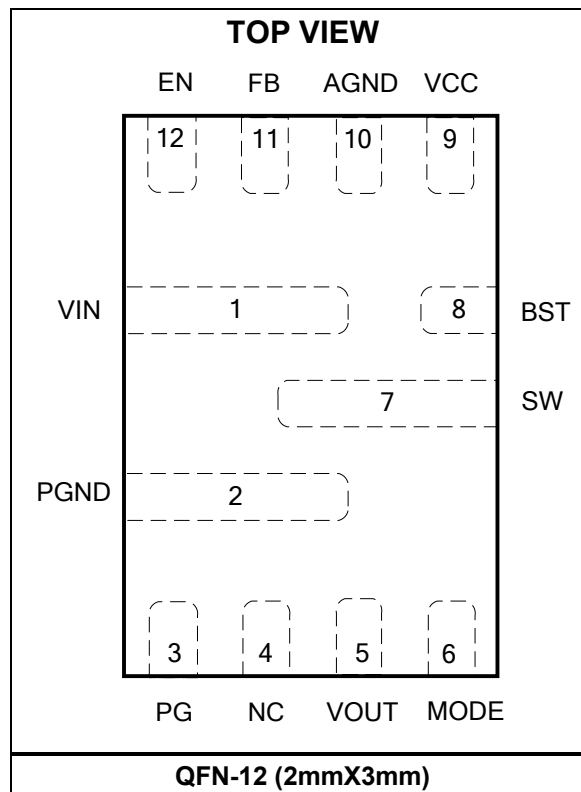 TOP VIEW
EN FB AGND VCC
12 11 10 9
VIN 1 8 BST
7 SW
PGND 2
3 4 5 6
PG NC VOUT MODE
QFN-12 (2mmX3mm)